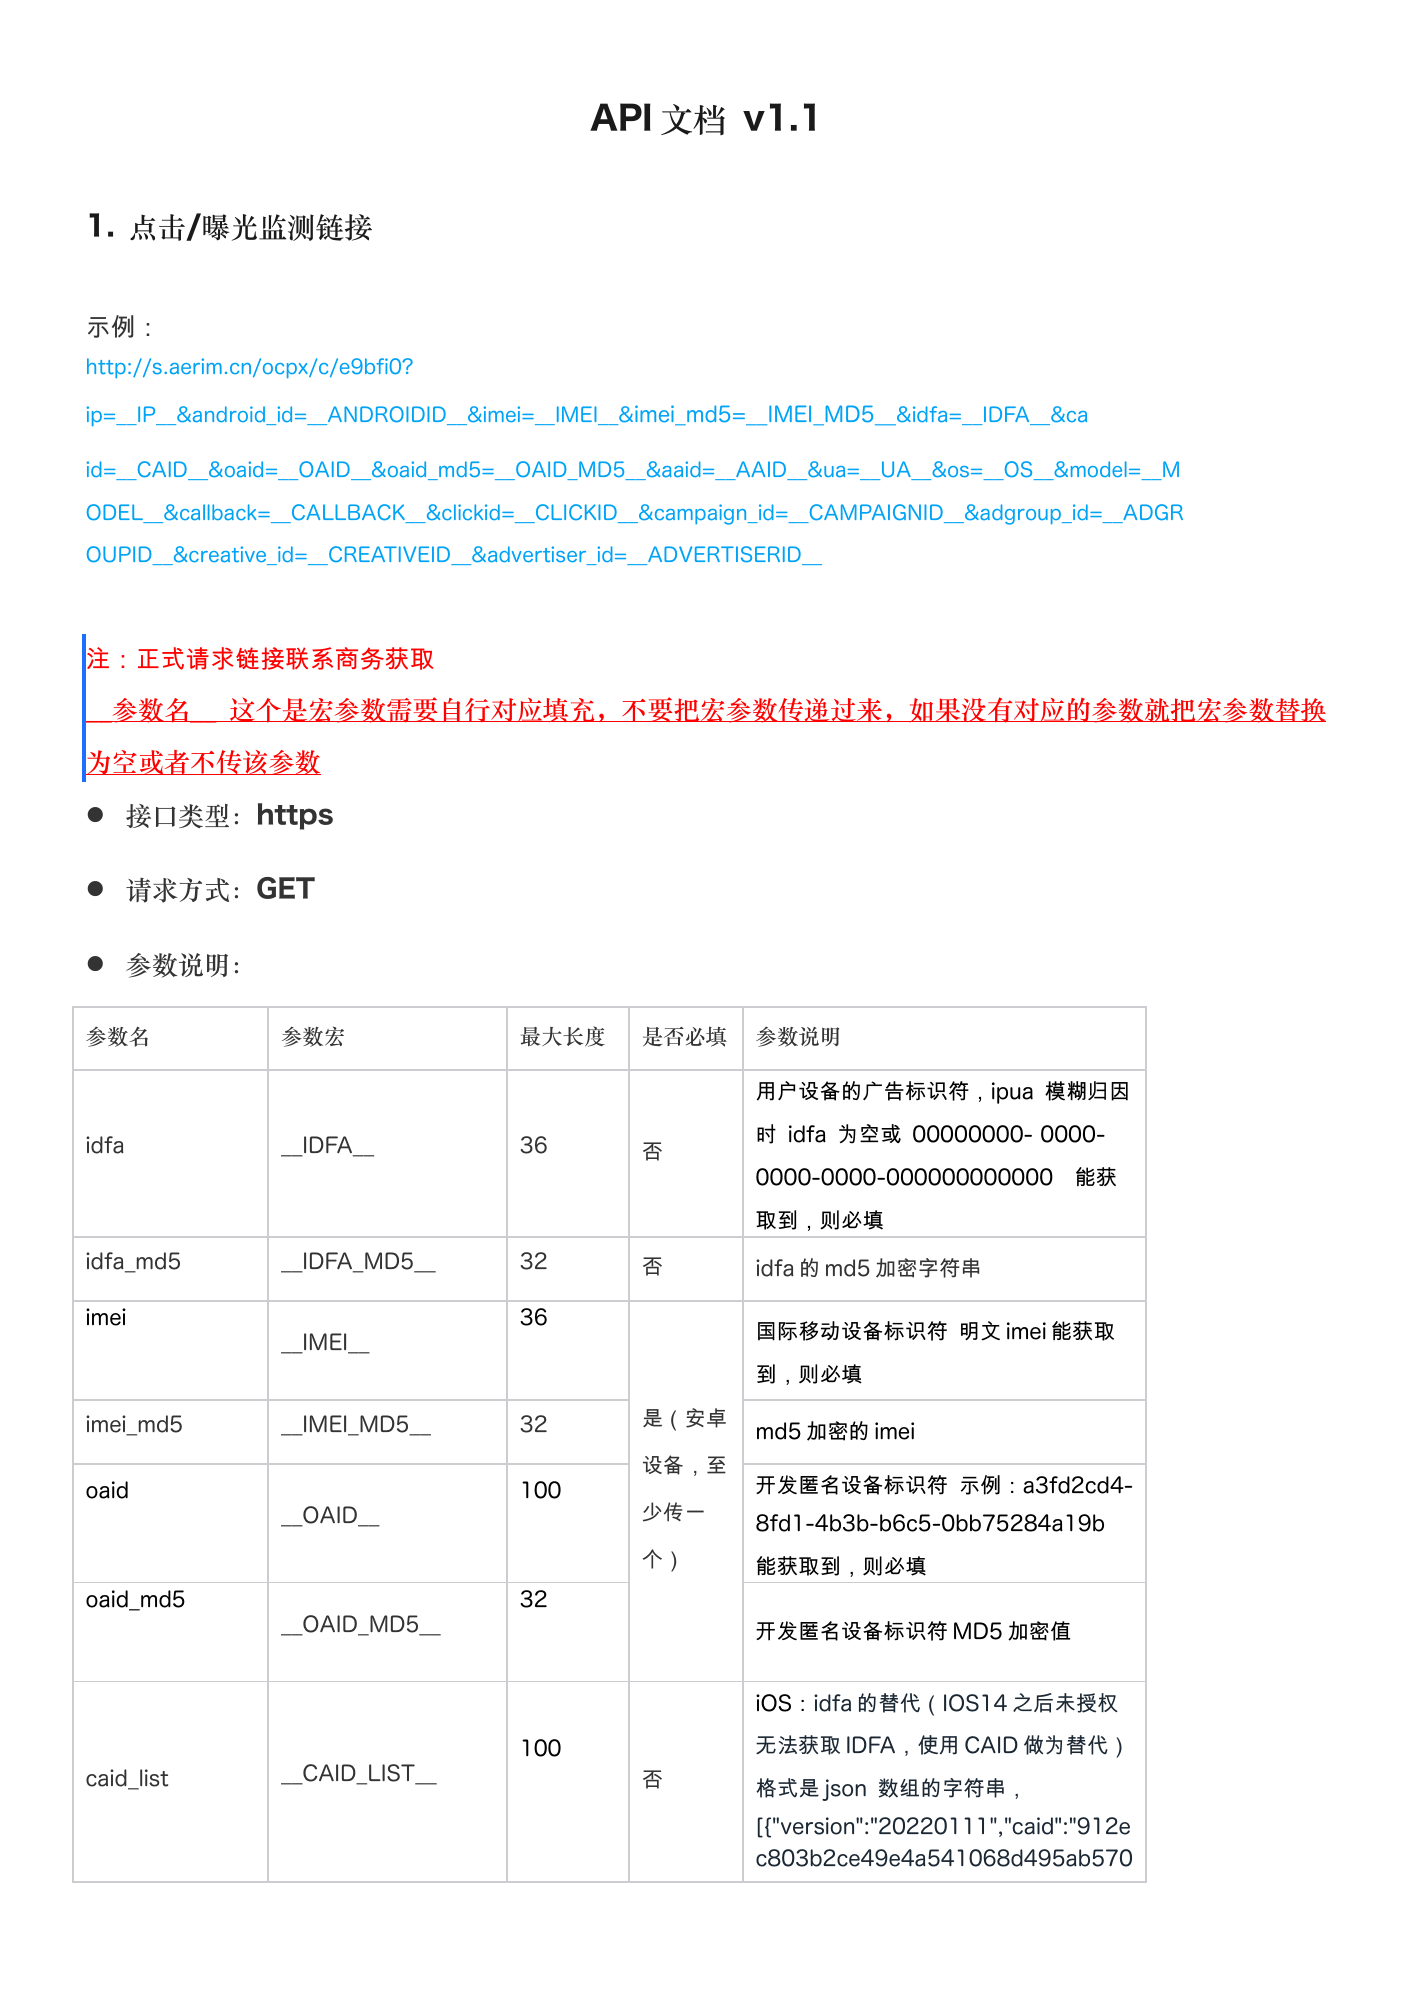 API 文档 v1.1
1. 点击/曝光监测链接
示例：
http://s.aerim.cn/ocpx/c/e9bfi0?
ip=__IP__&android_id=__ANDROIDID__&imei=__IMEI__&imei_md5=__IMEI_MD5__&idfa=__IDFA__&ca
id=__CAID__&oaid=__OAID__&oaid_md5=__OAID_MD5__&aaid=__AAID__&ua=__UA__&os=__OS__&model=__M
ODEL__&callback=__CALLBACK__&clickid=__CLICKID__&campaign_id=__CAMPAIGNID__&adgroup_id=__ADGR
OUPID__&creative_id=__CREATIVEID__&advertiser_id=__ADVERTISERID__
注：正式请求链接联系商务获取
__参数名__ 这个是宏参数需要自行对应填充，不要把宏参数传递过来，如果没有对应的参数就把宏参数替换
为空或者不传该参数
● 接口类型：https
● 请求方式：GET
● 参数说明：
参数名 参数宏 最大长度 是否必填 参数说明
idfa __IDFA__ 36 否 用户设备的广告标识符，ipua 模糊归因
时 idfa 为空或 00000000- 0000-
0000-0000-000000000000 能获
取到，则必填
idfa_md5 __IDFA_MD5__ 32 否 idfa 的 md5 加密字符串
imei __IMEI__ 36 国际移动设备标识符 明文 imei 能获取
到，则必填
是（安卓
设备，至
少传一
个）
imei_md5 __IMEI_MD5__ 32 md5 加密的 imei
oaid __OAID__ 100 开发匿名设备标识符 示例：a3fd2cd4-
8fd1-4b3b-b6c5-0bb75284a19b
能获取到，则必填
oaid_md5 __OAID_MD5__ 32 开发匿名设备标识符 MD5 加密值
caid_list __CAID_LIST__ 100 否 iOS：idfa 的替代（IOS14 之后未授权
无法获取 IDFA，使用 CAID 做为替代）
格式是 json 数组的字符串，
[{"version":"20220111","caid":"912e
c803b2ce49e4a541068d495ab570